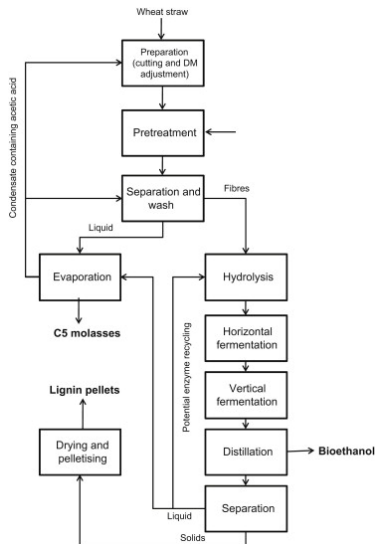 Wheat straw
Preparation
(cutting and DM
adjustment)
Condensate containing acetic acid
Pretreatment
Separation and
wash
Fibres
Liquid
Evaporation
Hydrolysis
C5 molasses
Potential enzyme recycling
Horizontal
fermentation
Vertical
fermentation
Lignin pellets
Drying and
pelletising
Distillation
Bioethanol
Separation
Liquid
Solids